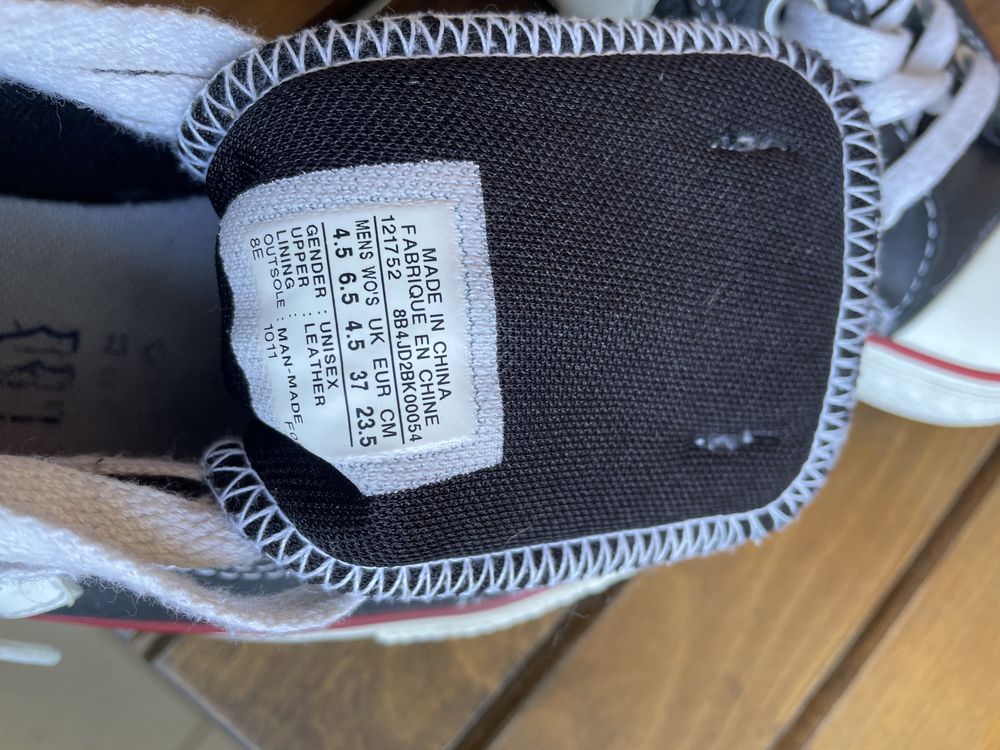 MADE IN CHINA
FABRIQUE EN CHINE
121752 8B4JD2BK00054
MENS WO'S UK EUR CM
4.5 6.5 4.5 37 23.5
GENDER : UNISEX
UPPER : LEATHER
LINING :
OUTSOLE : MAN-MADE
8E 1011